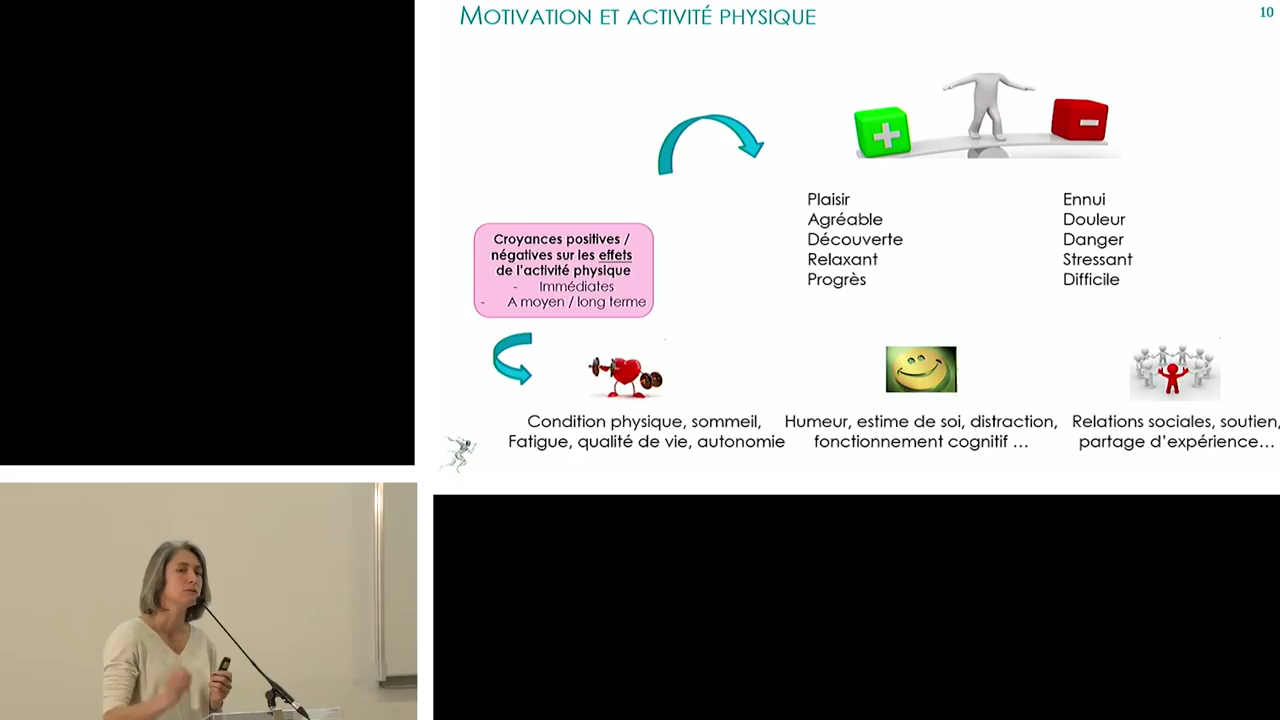 MOTIVATION ET ACTIVITÉ PHYSIQUE
10
Plaisir
Agréable
Découverte
Relaxant
Progrès
Ennui
Douleur
Danger
Stressant
Difficile
Croyances positives /
négatives sur les effets
de l'activité physique
- Immédiates
- A moyen / long terme
Condition physique, sommeil,
Fatigue, qualité de vie, autonomie
Humeur, estime de soi, distraction,
fonctionnement cognitif ...
Relations sociales, soutien,
partage d'expérience...